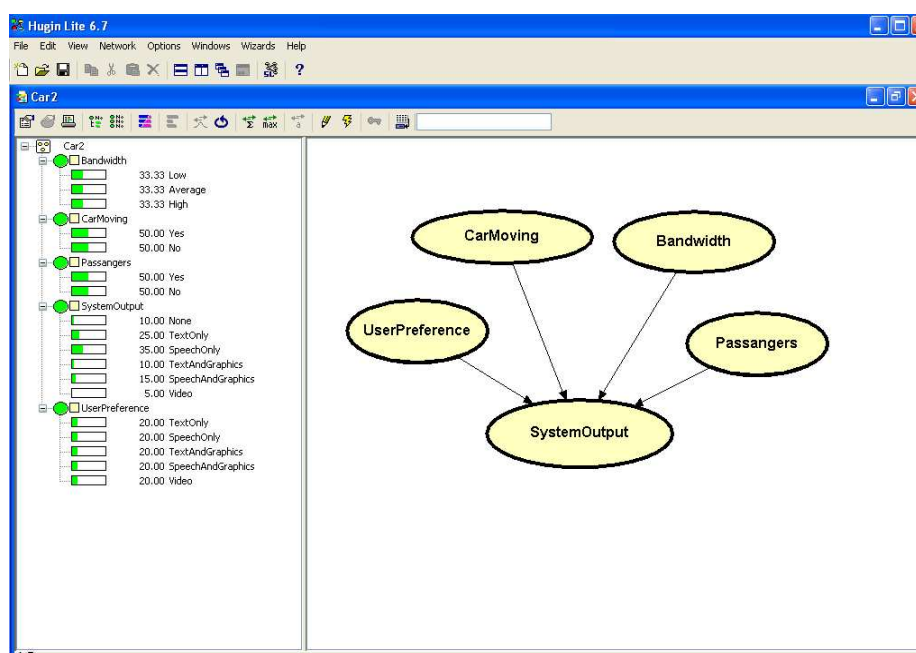 Hugin Lite 6.7
File Edit View Network Options Windows Wizards Help
Car2
Σ max
Car2
Bandwidth
33.33 Low
33.33 Average
33.33 High
CarMoving
50.00 Yes
50.00 No
Passangers
50.00 Yes
50.00 No
SystemOutput
10.00 None
25.00 TextOnly
35.00 SpeechOnly
10.00 TextAndGraphics
15.00 SpeechAndGraphics
5.00 Video
UserPreference
20.00 TextOnly
20.00 SpeechOnly
20.00 TextAndGraphics
20.00 SpeechAndGraphics
20.00 Video
CarMoving
Bandwidth
UserPreference
Passangers
SystemOutput